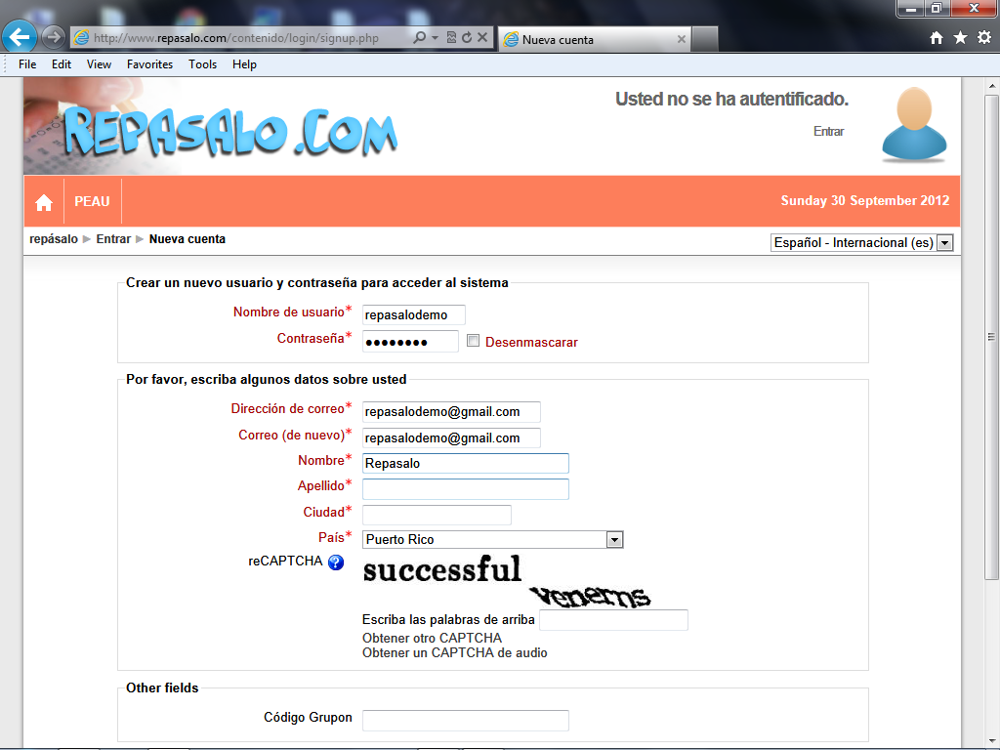 http://www.repasalo.com/contenido/login/signup.php
Nueva cuenta
File Edit View Favorites Tools Help
REPASALO.COM
Usted no se ha autentificado.
Entrar
PEAU
Sunday 30 September 2012
repásalo ► Entrar ► Nueva cuenta
Español - Internacional (es)
Crear un nuevo usuario y contraseña para acceder al sistema
Nombre de usuario* repasalodemo
Contraseña* ●●●●●●●●
Desenmascarar
Por favor, escriba algunos datos sobre usted
Dirección de correo* repasalodemo@gmail.com
Correo (de nuevo)* repasalodemo@gmail.com
Nombre* Repasalo
Apellido*
Ciudad*
País* Puerto Rico
reCAPTCHA ?
successful
venerns
Escriba las palabras de arriba
Obtener otro CAPTCHA
Obtener un CAPTCHA de audio
Other fields
Código Grupon